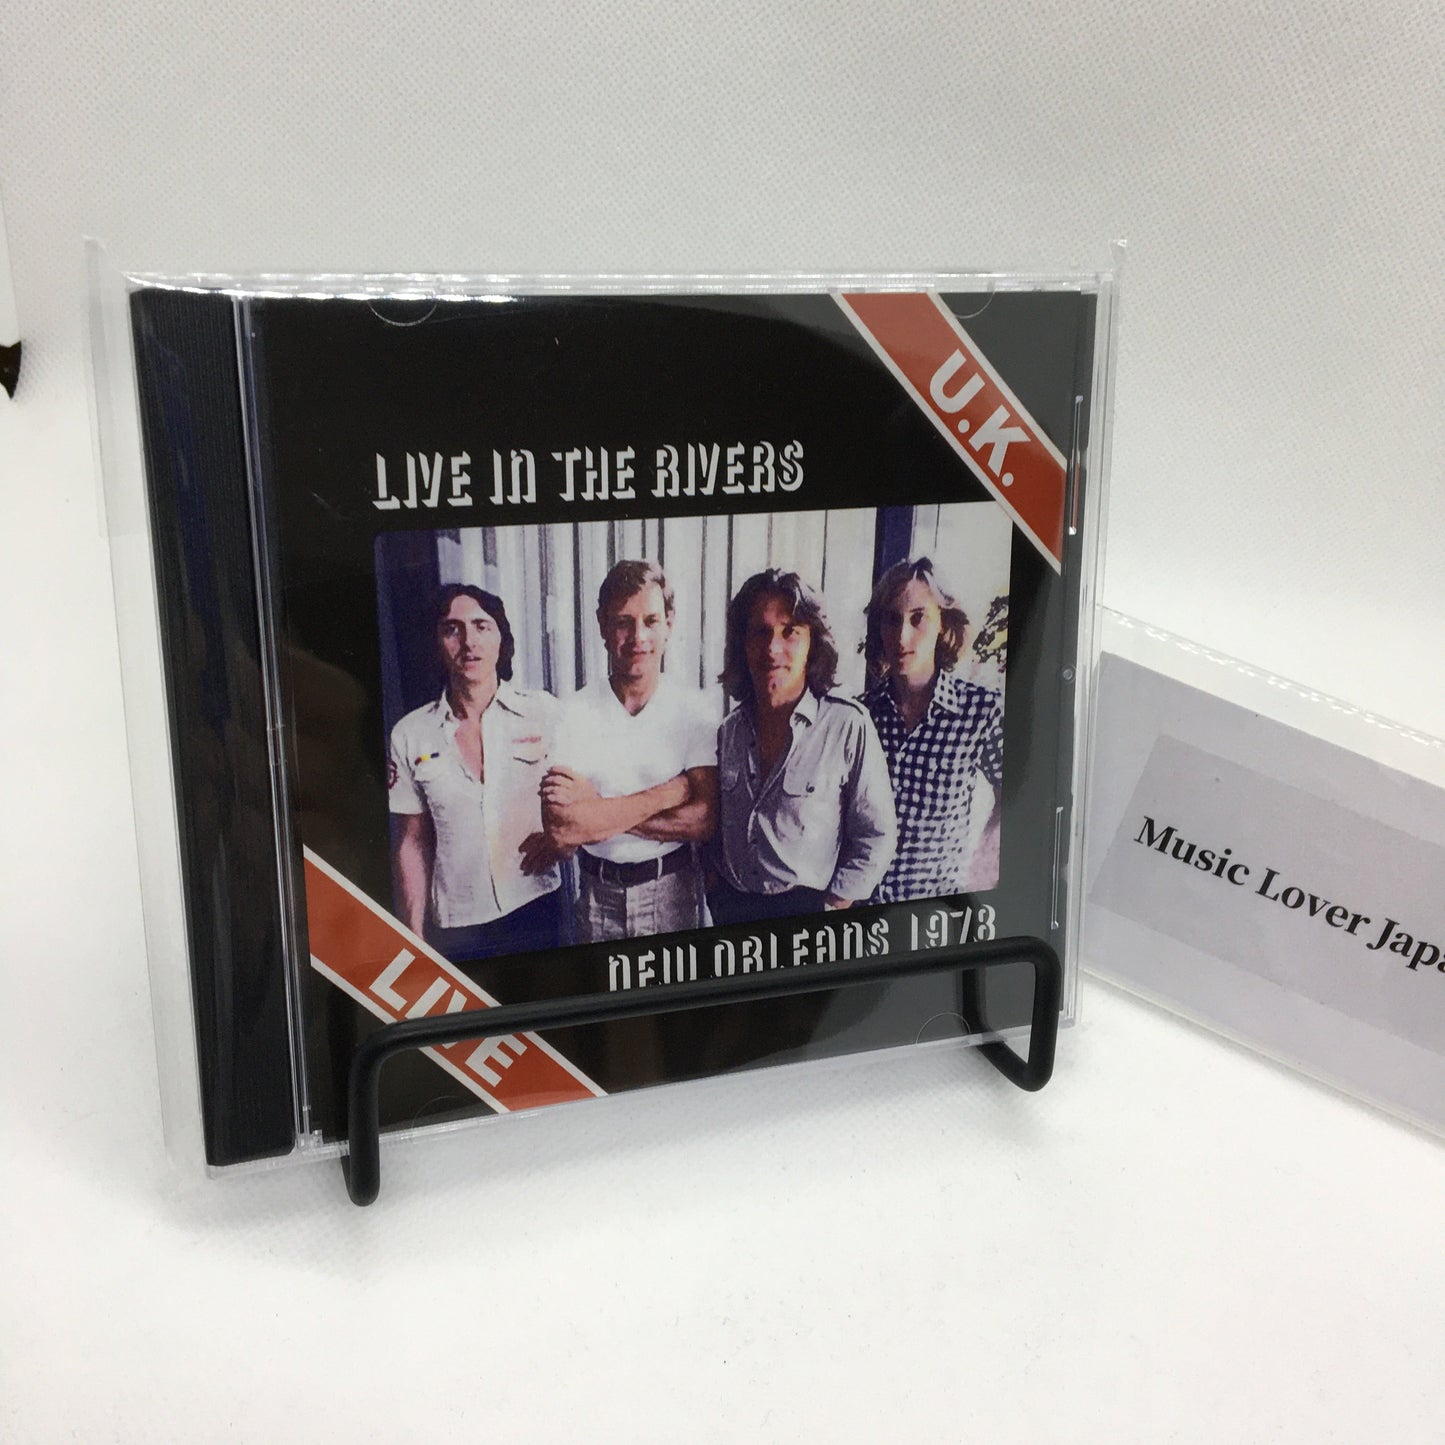 U.K.
LIVE IN THE RIVERS
NEW ORLEANS 1978
LIVE
Music Lover Japa